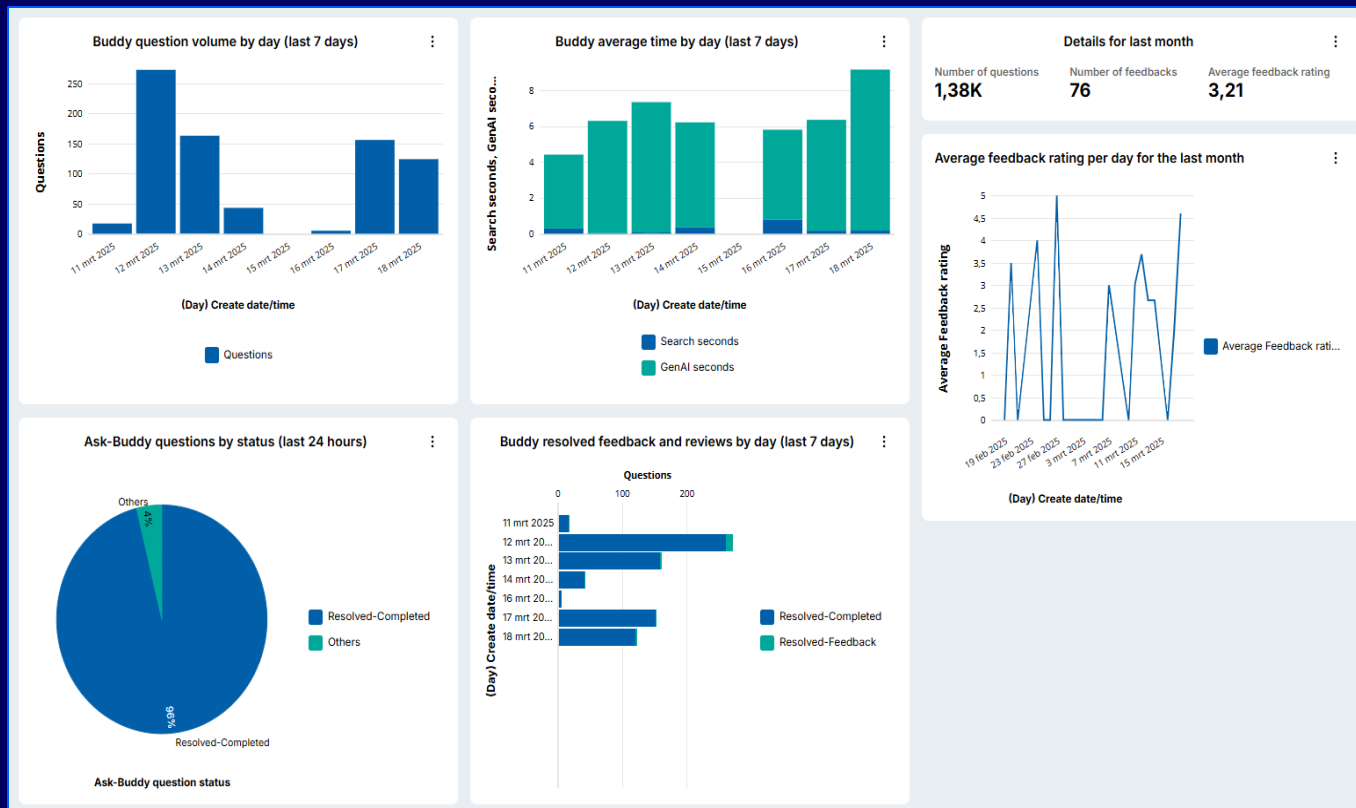 Buddy question volume by day (last 7 days)
Questions
250
200
150
100
50
0
11 mrt 2025
12 mrt 2025
13 mrt 2025
14 mrt 2025
15 mrt 2025
16 mrt 2025
17 mrt 2025
18 mrt 2025
(Day) Create date/time
Questions
Buddy average time by day (last 7 days)
Search seconds, GenAI seco...
8
6
4
2
0
11 mrt 2025
12 mrt 2025
13 mrt 2025
14 mrt 2025
15 mrt 2025
16 mrt 2025
17 mrt 2025
18 mrt 2025
(Day) Create date/time
Search seconds
GenAI seconds
Details for last month
Number of questions
1,38K
Number of feedbacks
76
Average feedback rating
3,21
Average feedback rating per day for the last month
Average Feedback rating
5
4,5
4
3,5
3
2,5
2
1,5
1
0,5
0
19 feb 2025
23 feb 2025
27 feb 2025
3 mrt 2025
7 mrt 2025
11 mrt 2025
15 mrt 2025
(Day) Create date/time
Average Feedback rati...
Ask-Buddy questions by status (last 24 hours)
Others
4%
96%
Resolved-Completed
Resolved-Completed
Others
Ask-Buddy question status
Buddy resolved feedback and reviews by day (last 7 days)
Questions
0
100
200
(Day) Create date/time
11 mrt 2025
12 mrt 20...
13 mrt 20...
14 mrt 20...
16 mrt 20...
17 mrt 20...
18 mrt 20...
Resolved-Completed
Resolved-Feedback